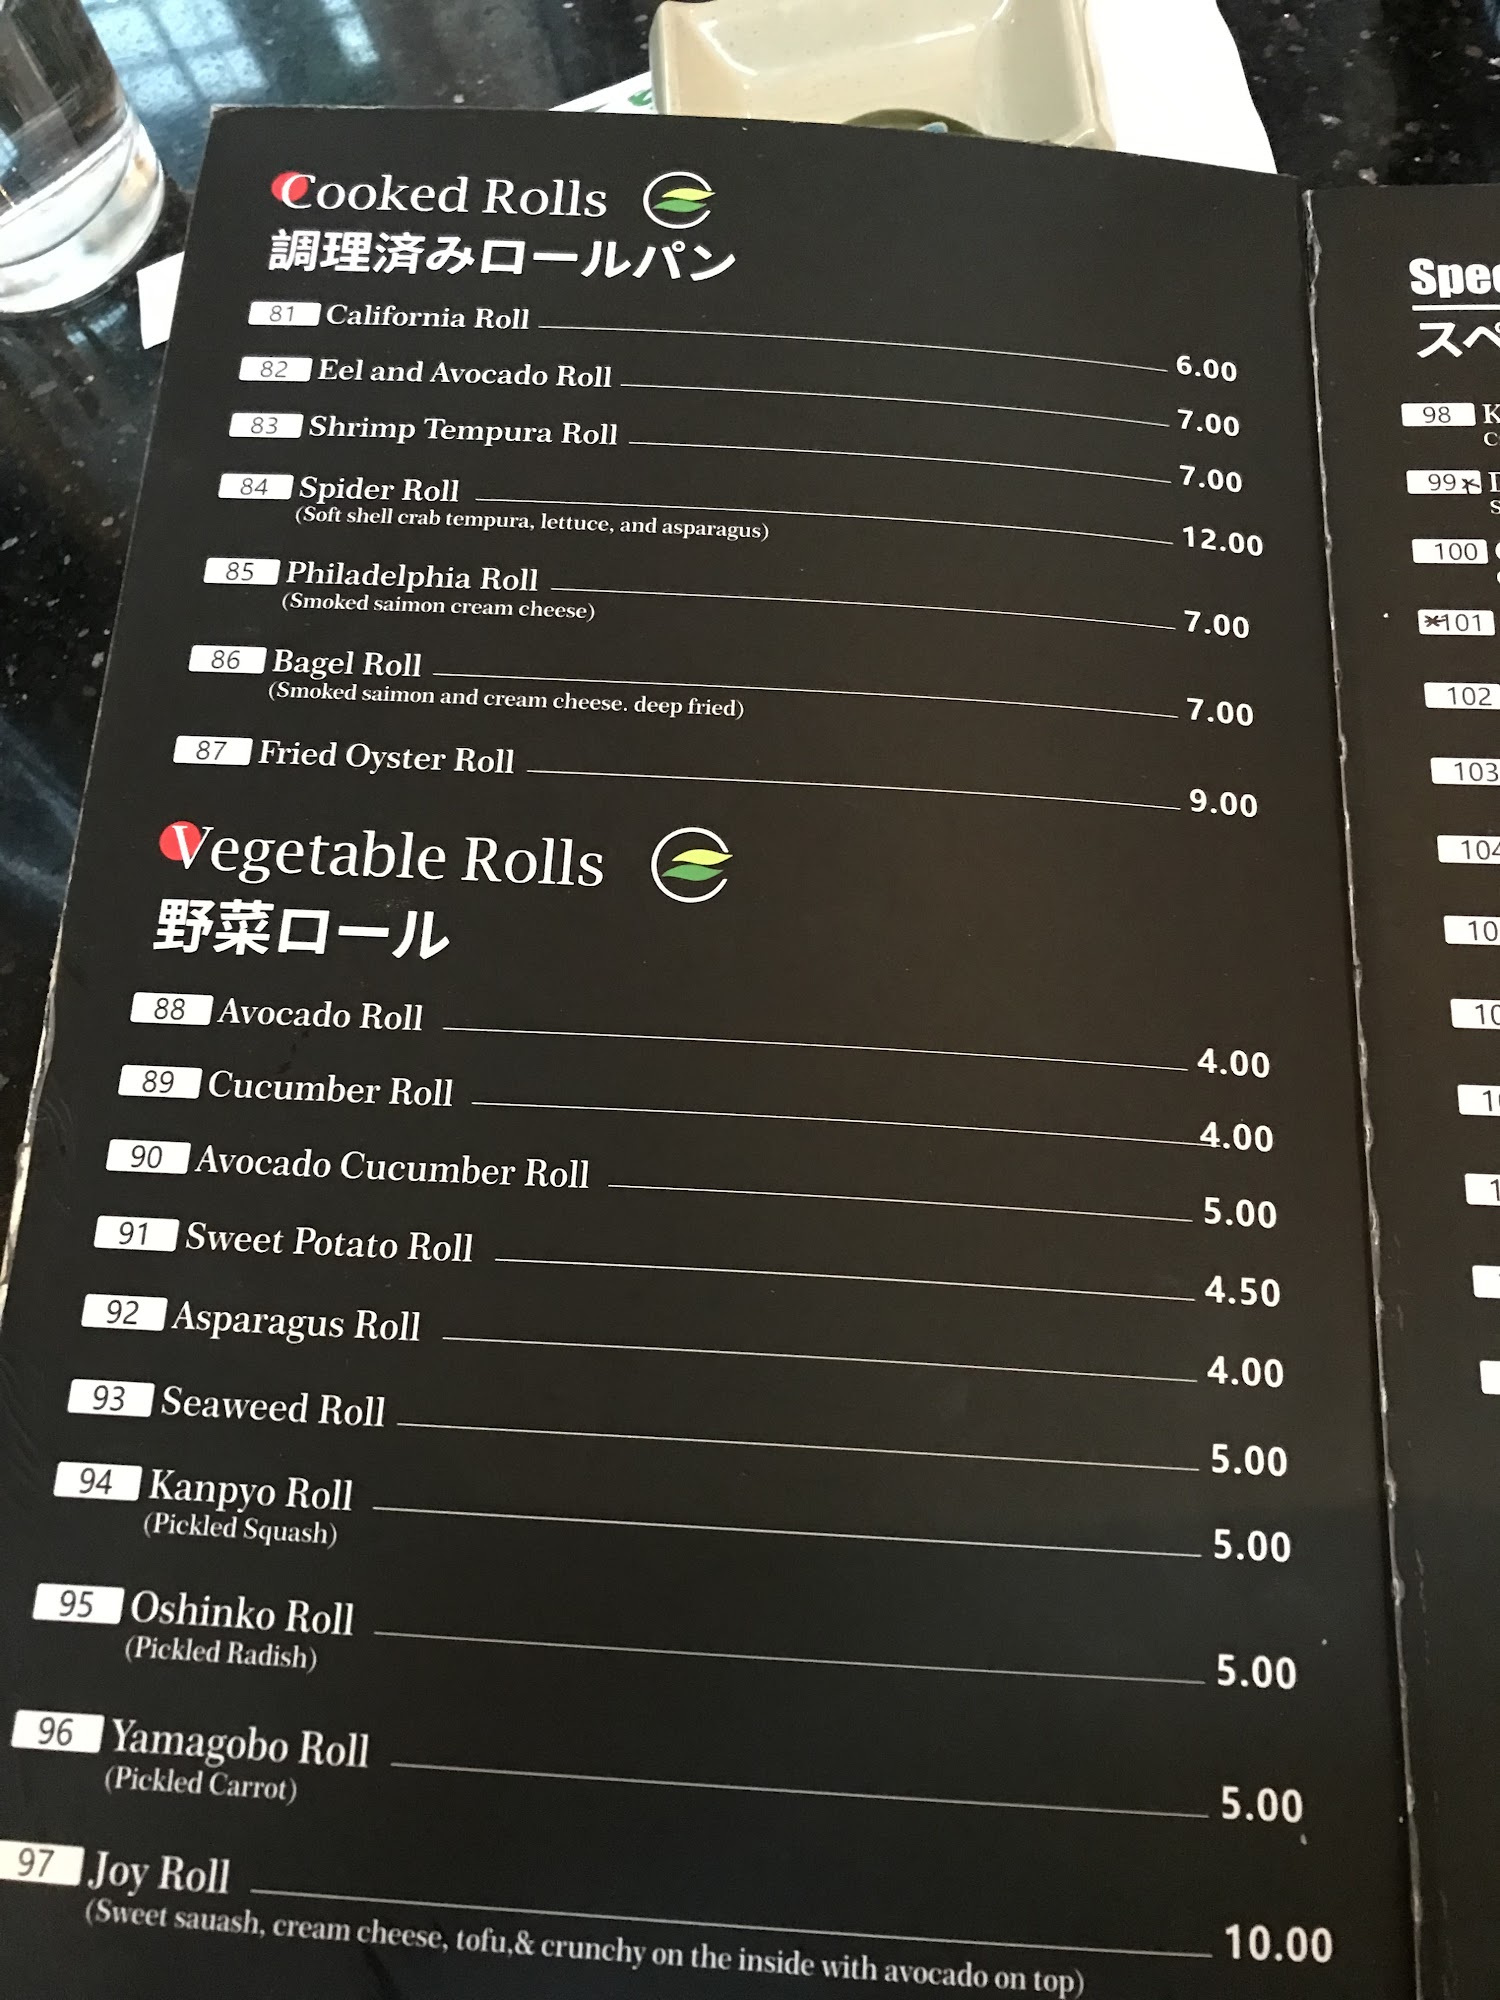 Cooked Rolls
調理済みロールパン
81 California Roll 6.00
82 Eel and Avocado Roll 7.00
83 Shrimp Tempura Roll 7.00
84 Spider Roll 12.00
(Soft shell crab tempura, lettuce, and asparagus)
85 Philadelphia Roll 7.00
(Smoked saimon cream cheese)
86 Bagel Roll 7.00
(Smoked saimon and cream cheese. deep fried)
87 Fried Oyster Roll 9.00
Vegetable Rolls
野菜ロール
88 Avocado Roll 4.00
89 Cucumber Roll 4.00
90 Avocado Cucumber Roll 5.00
91 Sweet Potato Roll 4.50
92 Asparagus Roll 4.00
93 Seaweed Roll 5.00
94 Kanpyo Roll 5.00
(Pickled Squash)
95 Oshinko Roll 5.00
(Pickled Radish)
96 Yamagobo Roll 5.00
(Pickled Carrot)
97 Joy Roll 10.00
(Sweet sauash, cream cheese, tofu,& crunchy on the inside with avocado on top)
98
99
100
101
102
103